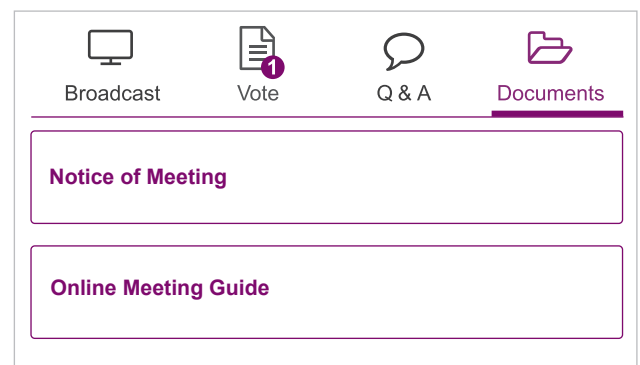 1
Broadcast Vote Q & A Documents
Notice of Meeting
Online Meeting Guide